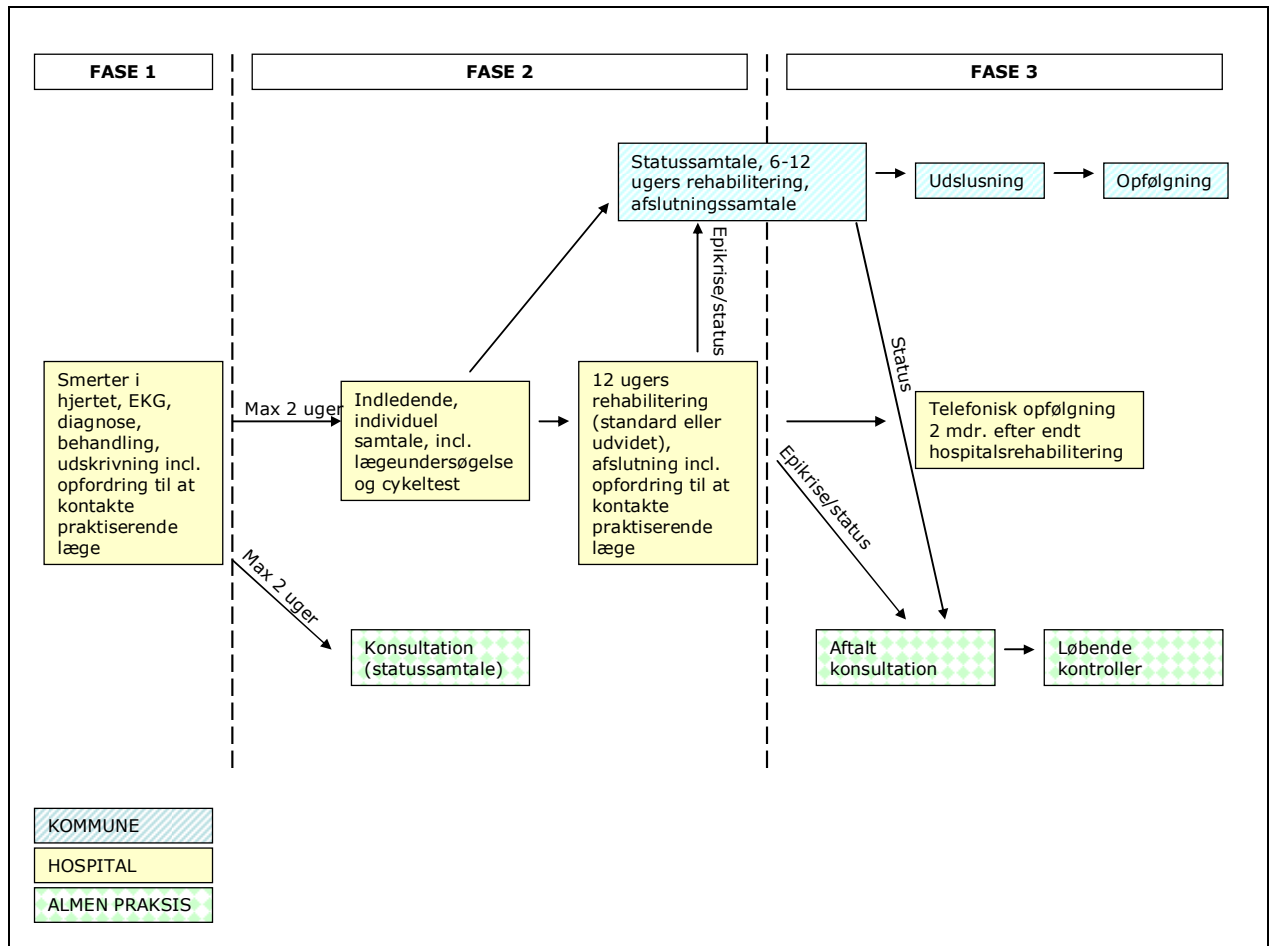 FASE 1
FASE 2
FASE 3
Statussamtale, 6-12
ugers rehabilitering,
afslutningssamtale
Udslusning
Opfølgning
Epikrise/status
Smerter i
hjertet, EKG,
diagnose,
behandling,
udskrivning incl.
opfordring til at
kontakte
praktiserende
læge
Max 2 uger
Indledende,
individuel
samtale, incl.
lægeundersøgelse
og cykeltest
12 ugers
rehabilitering
(standard eller
udvidet),
afslutning incl.
opfordring til at
kontakte
praktiserende
læge
Status
Telefonisk opfølgning
2 mdr. efter endt
hospitalsrehabilitering
Epikrise/status
Max 2 uger
Konsultation
(statussamtale)
Aftalt
konsultation
Løbende
kontroller
KOMMUNE
HOSPITAL
ALMEN PRAKSIS